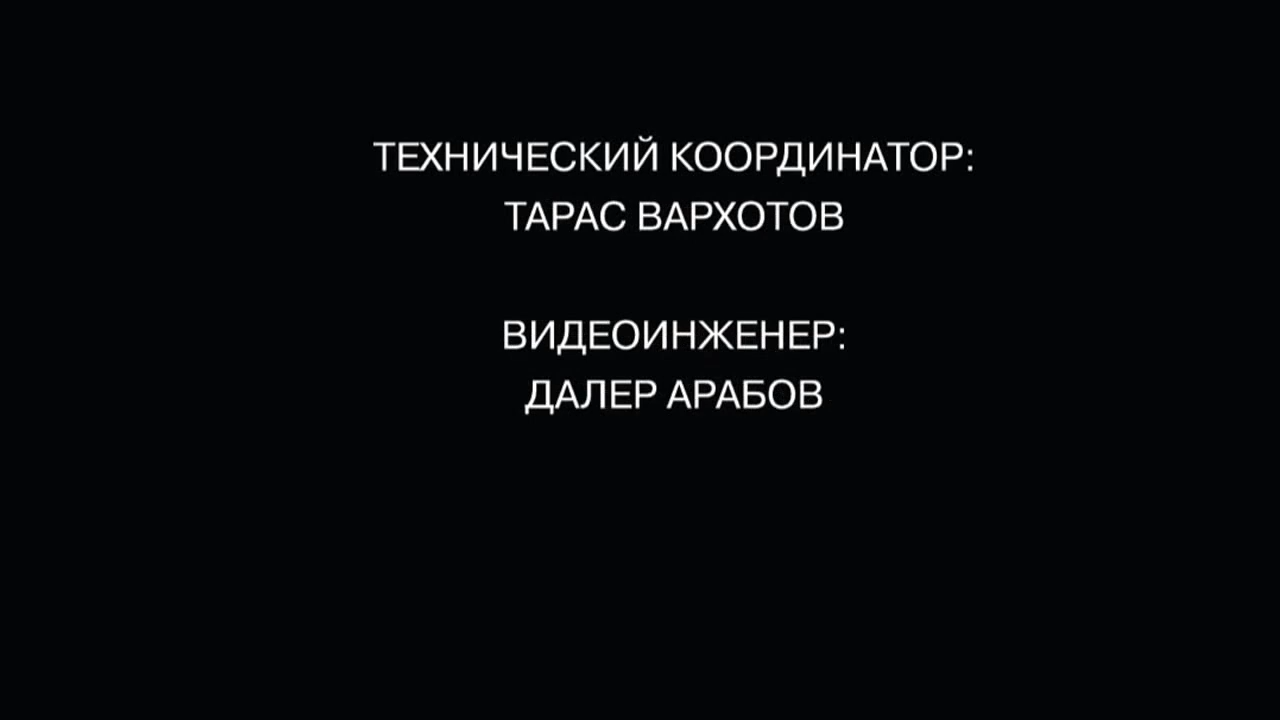 ТЕХНИЧЕСКИЙ КООРДИНАТОР:
ТАРАС ВАРХОТОВ
ВИДЕОИНЖЕНЕР:
ДАЛЕР АРАБОВ